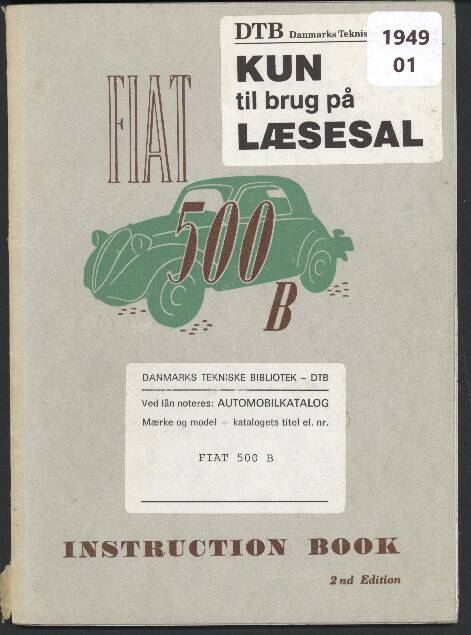 DTB Danmarks Teknis
1949
01
KUN
til brug på
LÆSESAL
FIAT
500
B
DANMARKS TEKNISKE BIBLIOTEK – DTB
Ved lån noteres: AUTOMOBILKATALOG
Mærke og model + katalogets titel el. nr.
FIAT 500 B
INSTRUCTION BOOK
2nd Edition